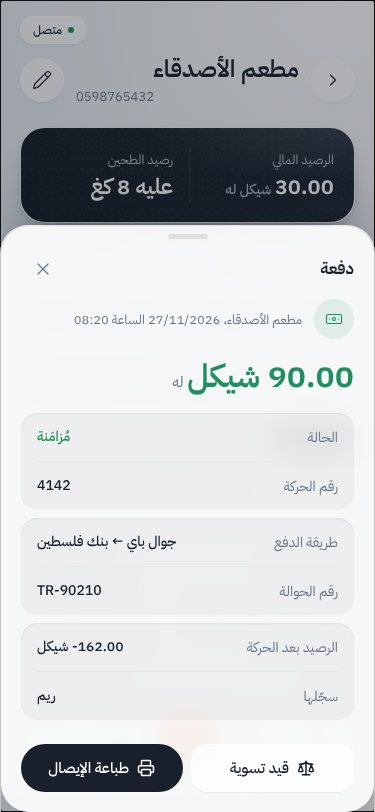 متصل
مطعم الأصدقاء
0598765432
الرصيد المالي
30.00 شيكل له
رصيد الطحين
عليه 8 كغ
دفعة
مطعم الأصدقاء، 27/11/2026 الساعة 08:20
90.00 شيكل له
الحالة مُزامَنة
رقم الحركة 4142
طريقة الدفع جوال باي ← بنك فلسطين
رقم الحوالة TR-90210
الرصيد بعد الحركة -162.00 شيكل
سجّلها ريم
قيد تسوية
طباعة الإيصال